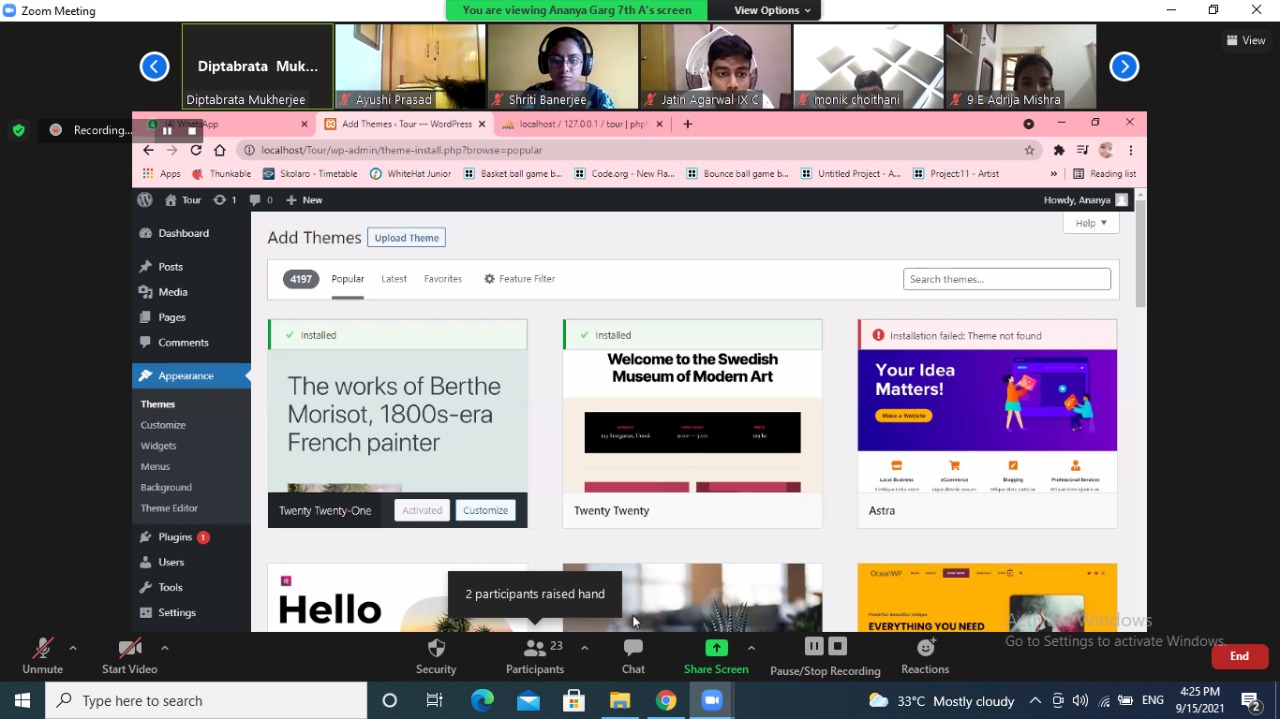 Zoom Meeting
You are viewing Ananya Garg 7th A's screen
View Options
Diptabrata Muk...
Diptabrata Mukherjee
Ayushi Prasad
Shriti Banerjee
Jatin Agarwal IX C
monik choithani
9 E Adrija Mishra
View
Recording...
WhatsApp
Add Themes ‹ Tour — WordPress
localhost / 127.0.0.1 / tour | php
localhost/Tour/wp-admin/theme-install.php?browse=popular
Apps
Thunkable
Skolaro - Timetable
WhiteHat Junior
Basket ball game b...
Code.org - New Fla...
Bounce ball game b...
Untitled Project - A...
Project:11 - Artist
»
Reading list
Tour
1
0
New
Howdy, Ananya
Dashboard
Posts
Media
Pages
Comments
Appearance
Themes
Customize
Widgets
Menus
Background
Theme Editor
Plugins 1
Users
Tools
Settings
Add Themes
Upload Theme
Help
4197
Popular
Latest
Favorites
Feature Filter
Search themes...
Installed
The works of Berthe
Morisot, 1800s-era
French painter
Twenty Twenty-One
Activated
Customize
Installed
Welcome to the Swedish
Museum of Modern Art
Twenty Twenty
Installation failed: Theme not found
Your Idea
Matters!
Make a Website
Local Business
eCommerce
Blogging
Professional Services
Astra
Hello
OceanWP
Powerful, Beautiful, Unique
EVERYTHING YOU NEED
2 participants raised hand
Activate Windows
Go to Settings to activate Windows.
Unmute
Start Video
Security
Participants
23
Chat
Share Screen
Pause/Stop Recording
Reactions
End
Type here to search
33°C Mostly cloudy
ENG
4:25 PM
9/15/2021
2